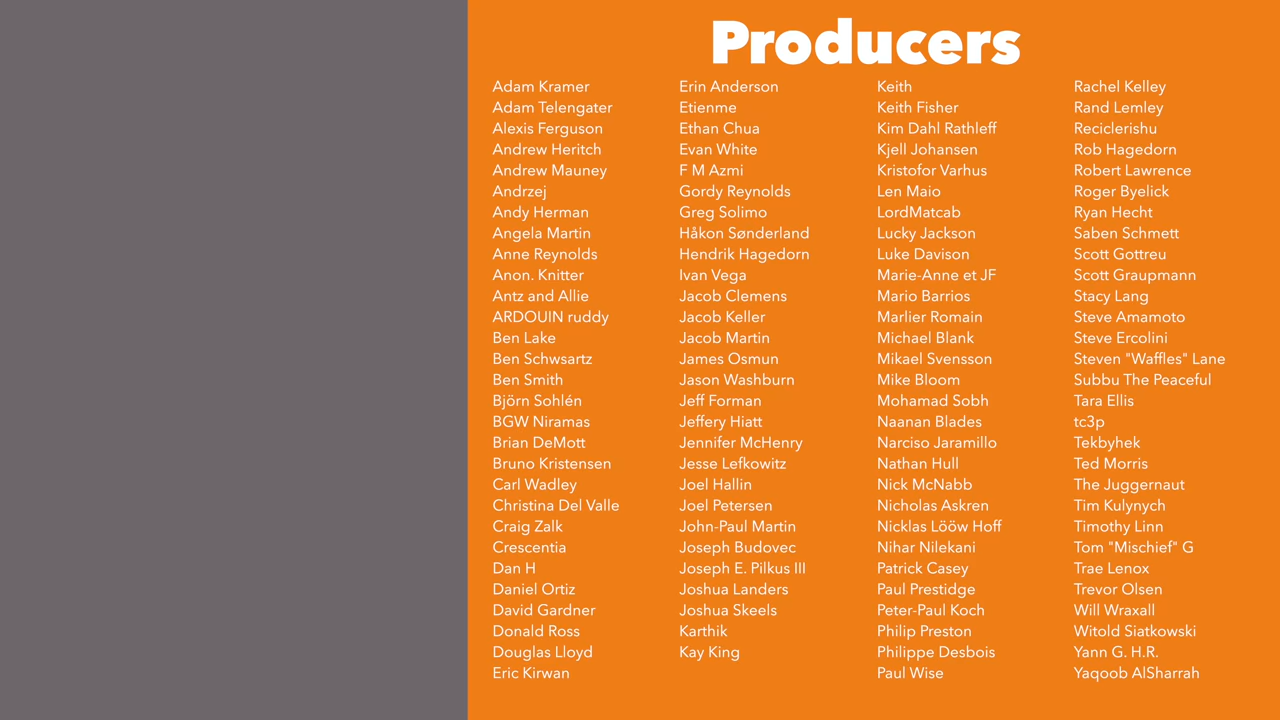 Producers
Adam Kramer
Adam Telengater
Alexis Ferguson
Andrew Heritch
Andrew Mauney
Andrzej
Andy Herman
Angela Martin
Anne Reynolds
Anon. Knitter
Antz and Allie
ARDOUIN ruddy
Ben Lake
Ben Schwsartz
Ben Smith
Björn Sohlén
BGW Niramas
Brian DeMott
Bruno Kristensen
Carl Wadley
Christina Del Valle
Craig Zalk
Crescentia
Dan H
Daniel Ortiz
David Gardner
Donald Ross
Douglas Lloyd
Eric Kirwan
Erin Anderson
Etienme
Ethan Chua
Evan White
F M Azmi
Gordy Reynolds
Greg Solimo
Håkon Sønderland
Hendrik Hagedorn
Ivan Vega
Jacob Clemens
Jacob Keller
Jacob Martin
James Osmun
Jason Washburn
Jeff Forman
Jeffery Hiatt
Jennifer McHenry
Jesse Lefkowitz
Joel Hallin
Joel Petersen
John-Paul Martin
Joseph Budovec
Joseph E. Pilkus III
Joshua Landers
Joshua Skeels
Karthik
Kay King
Keith
Keith Fisher
Kim Dahl Rathleff
Kjell Johansen
Kristofor Varhus
Len Maio
LordMatcab
Lucky Jackson
Luke Davison
Marie-Anne et JF
Mario Barrios
Marlier Romain
Michael Blank
Mikael Svensson
Mike Bloom
Mohamad Sobh
Naanan Blades
Narciso Jaramillo
Nathan Hull
Nick McNabb
Nicholas Askren
Nicklas Lööw Hoff
Nihar Nilekani
Patrick Casey
Paul Prestidge
Peter-Paul Koch
Philip Preston
Philippe Desbois
Paul Wise
Rachel Kelley
Rand Lemley
Reciclerishu
Rob Hagedorn
Robert Lawrence
Roger Byelick
Ryan Hecht
Saben Schmett
Scott Gottreu
Scott Graupmann
Stacy Lang
Steve Amamoto
Steve Ercolini
Steven "Waffles" Lane
Subbu The Peaceful
Tara Ellis
tc3p
Tekbyhek
Ted Morris
The Juggernaut
Tim Kulynych
Timothy Linn
Tom "Mischief" G
Trae Lenox
Trevor Olsen
Will Wraxall
Witold Siatkowski
Yann G. H.R.
Yaqoob AlSharrah